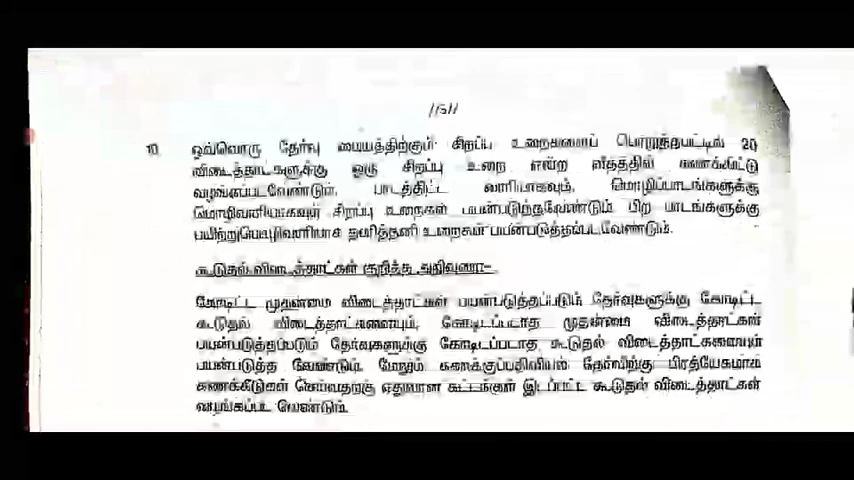 //5//
10 ஒவ்வொரு தேர்வு மையத்திற்கும் சிறப்பு உறைகளைப் பொறுத்தமட்டில் 20
விடைத்தாட்களுக்கு ஒரு சிறப்பு உறை என்ற வீதத்தில் கணக்கிட்டு
வழங்கப்படவேண்டும். பாடத்திட்ட வாரியாகவும், மொழிப்பாடங்களுக்கு
மொழிவாரியாகவும் சிறப்பு உறைகள் பயன்படுத்தவேண்டும். பிற பாடங்களுக்கு
பயிற்றுமொழிவாரியாக தனித்தனி உறைகள் பயன்படுத்தப்படவேண்டும்.
கூடுதல் விடைத்தாட்கள் குறித்த அறிவுரை-
கோடிட்ட முதன்மை விடைத்தாட்கள் பயன்படுத்தப்படும் தேர்வுகளுக்கு கோடிட்ட
கூடுதல் விடைத்தாட்களையும், கோடிடப்படாத முதன்மை விடைத்தாட்கள்
பயன்படுத்தப்படும் தேர்வுகளுக்கு கோடிடப்படாத கூடுதல் விடைத்தாட்களையும்
பயன்படுத்த வேண்டும். மேலும் கணக்குப்பதிவியல் தேர்விற்கு பிரத்யேகமாக
கணக்கீடுகள் செய்வதற்கு ஏதுவான கட்டங்கள் இடப்பட்ட கூடுதல் விடைத்தாட்கள்
வழங்கப்பட வேண்டும்.